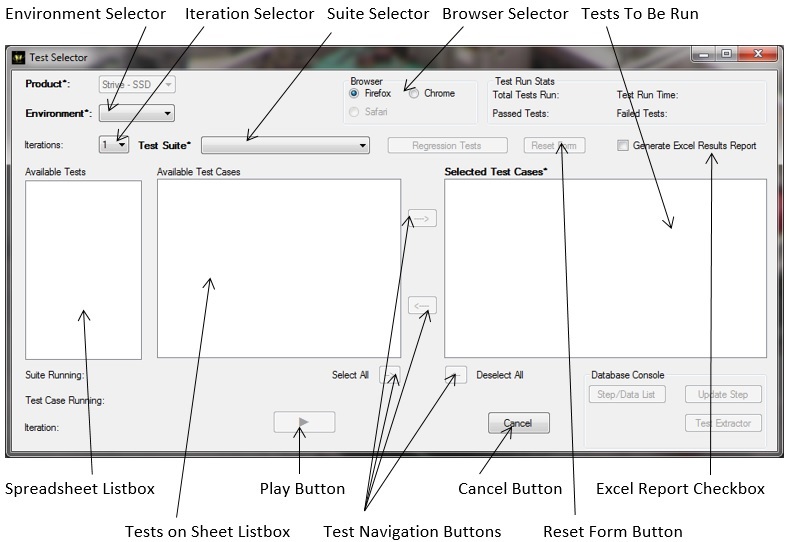 Environment Selector Iteration Selector Suite Selector Browser Selector Tests To Be Run
Test Selector
Product*: Strive - SSD
Browser
Firefox Chrome
Safari
Test Run Stats
Total Tests Run: Test Run Time:
Passed Tests: Failed Tests:
Environment*:
Iterations: 1 Test Suite* Regression Tests Reset Form Generate Excel Results Report
Available Tests Available Test Cases Selected Test Cases*
--->
<---
Suite Running: Select All Deselect All
Test Case Running:
Iteration:
Cancel
Database Console
Step/Data List Update Step
Test Extractor
Spreadsheet Listbox Play Button Cancel Button Excel Report Checkbox
Tests on Sheet Listbox Test Navigation Buttons Reset Form Button